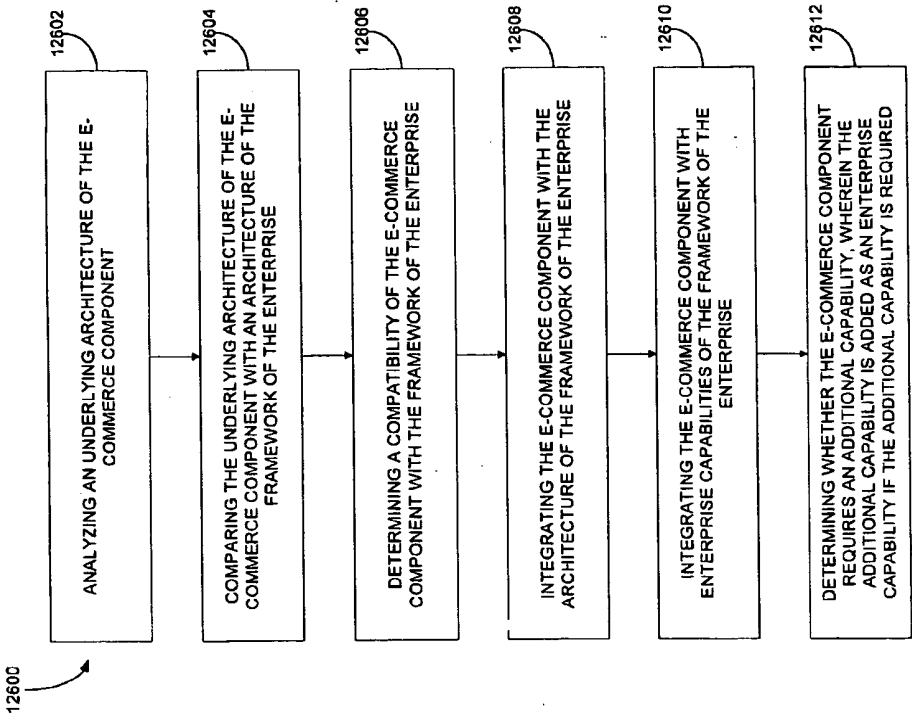 12600
12602
ANALYZING AN UNDERLYING ARCHITECTURE OF THE E-
COMMERCE COMPONENT
12604
COMPARING THE UNDERLYING ARCHITECTURE OF THE E-
COMMERCE COMPONENT WITH AN ARCHITECTURE OF THE
FRAMEWORK OF THE ENTERPRISE
12606
DETERMINING A COMPATIBILITY OF THE E-COMMERCE
COMPONENT WITH THE FRAMEWORK OF THE ENTERPRISE
12608
INTEGRATING THE E-COMMERCE COMPONENT WITH THE
ARCHITECTURE OF THE FRAMEWORK OF THE ENTERPRISE
12610
INTEGRATING THE E-COMMERCE COMPONENT WITH
ENTERPRISE CAPABILITIES OF THE FRAMEWORK OF THE
ENTERPRISE
12612
DETERMINING WHETHER THE E-COMMERCE COMPONENT
REQUIRES AN ADDITIONAL CAPABILITY, WHEREIN THE
ADDITIONAL CAPABILITY IS ADDED AS AN ENTERPRISE
CAPABILITY IF THE ADDITIONAL CAPABILITY IS REQUIRED